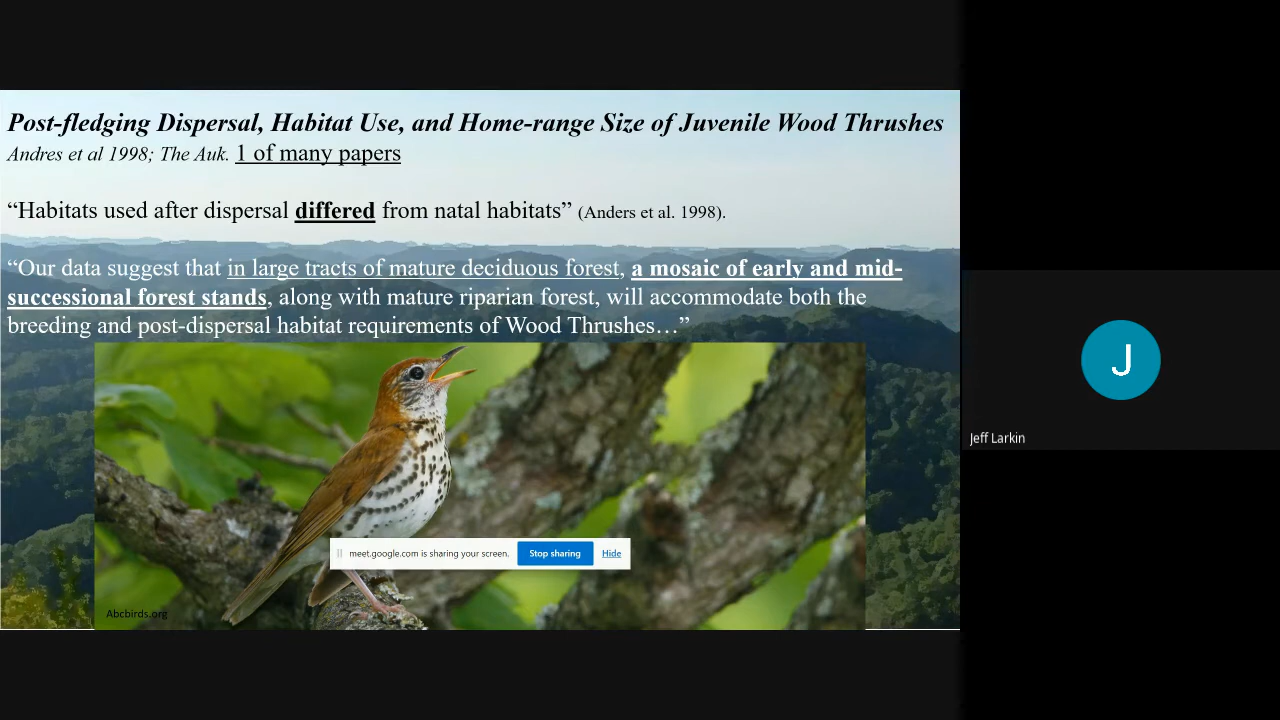 Post-fledging Dispersal, Habitat Use, and Home-range Size of Juvenile Wood Thrushes
Andres et al 1998; The Auk. 1 of many papers
“Habitats used after dispersal differed from natal habitats” (Anders et al. 1998).
“Our data suggest that in large tracts of mature deciduous forest, a mosaic of early and mid-
successional forest stands, along with mature riparian forest, will accommodate both the
breeding and post-dispersal habitat requirements of Wood Thrushes…”
meet.google.com is sharing your screen. Stop sharing Hide
Abcbirds.org
J
Jeff Larkin